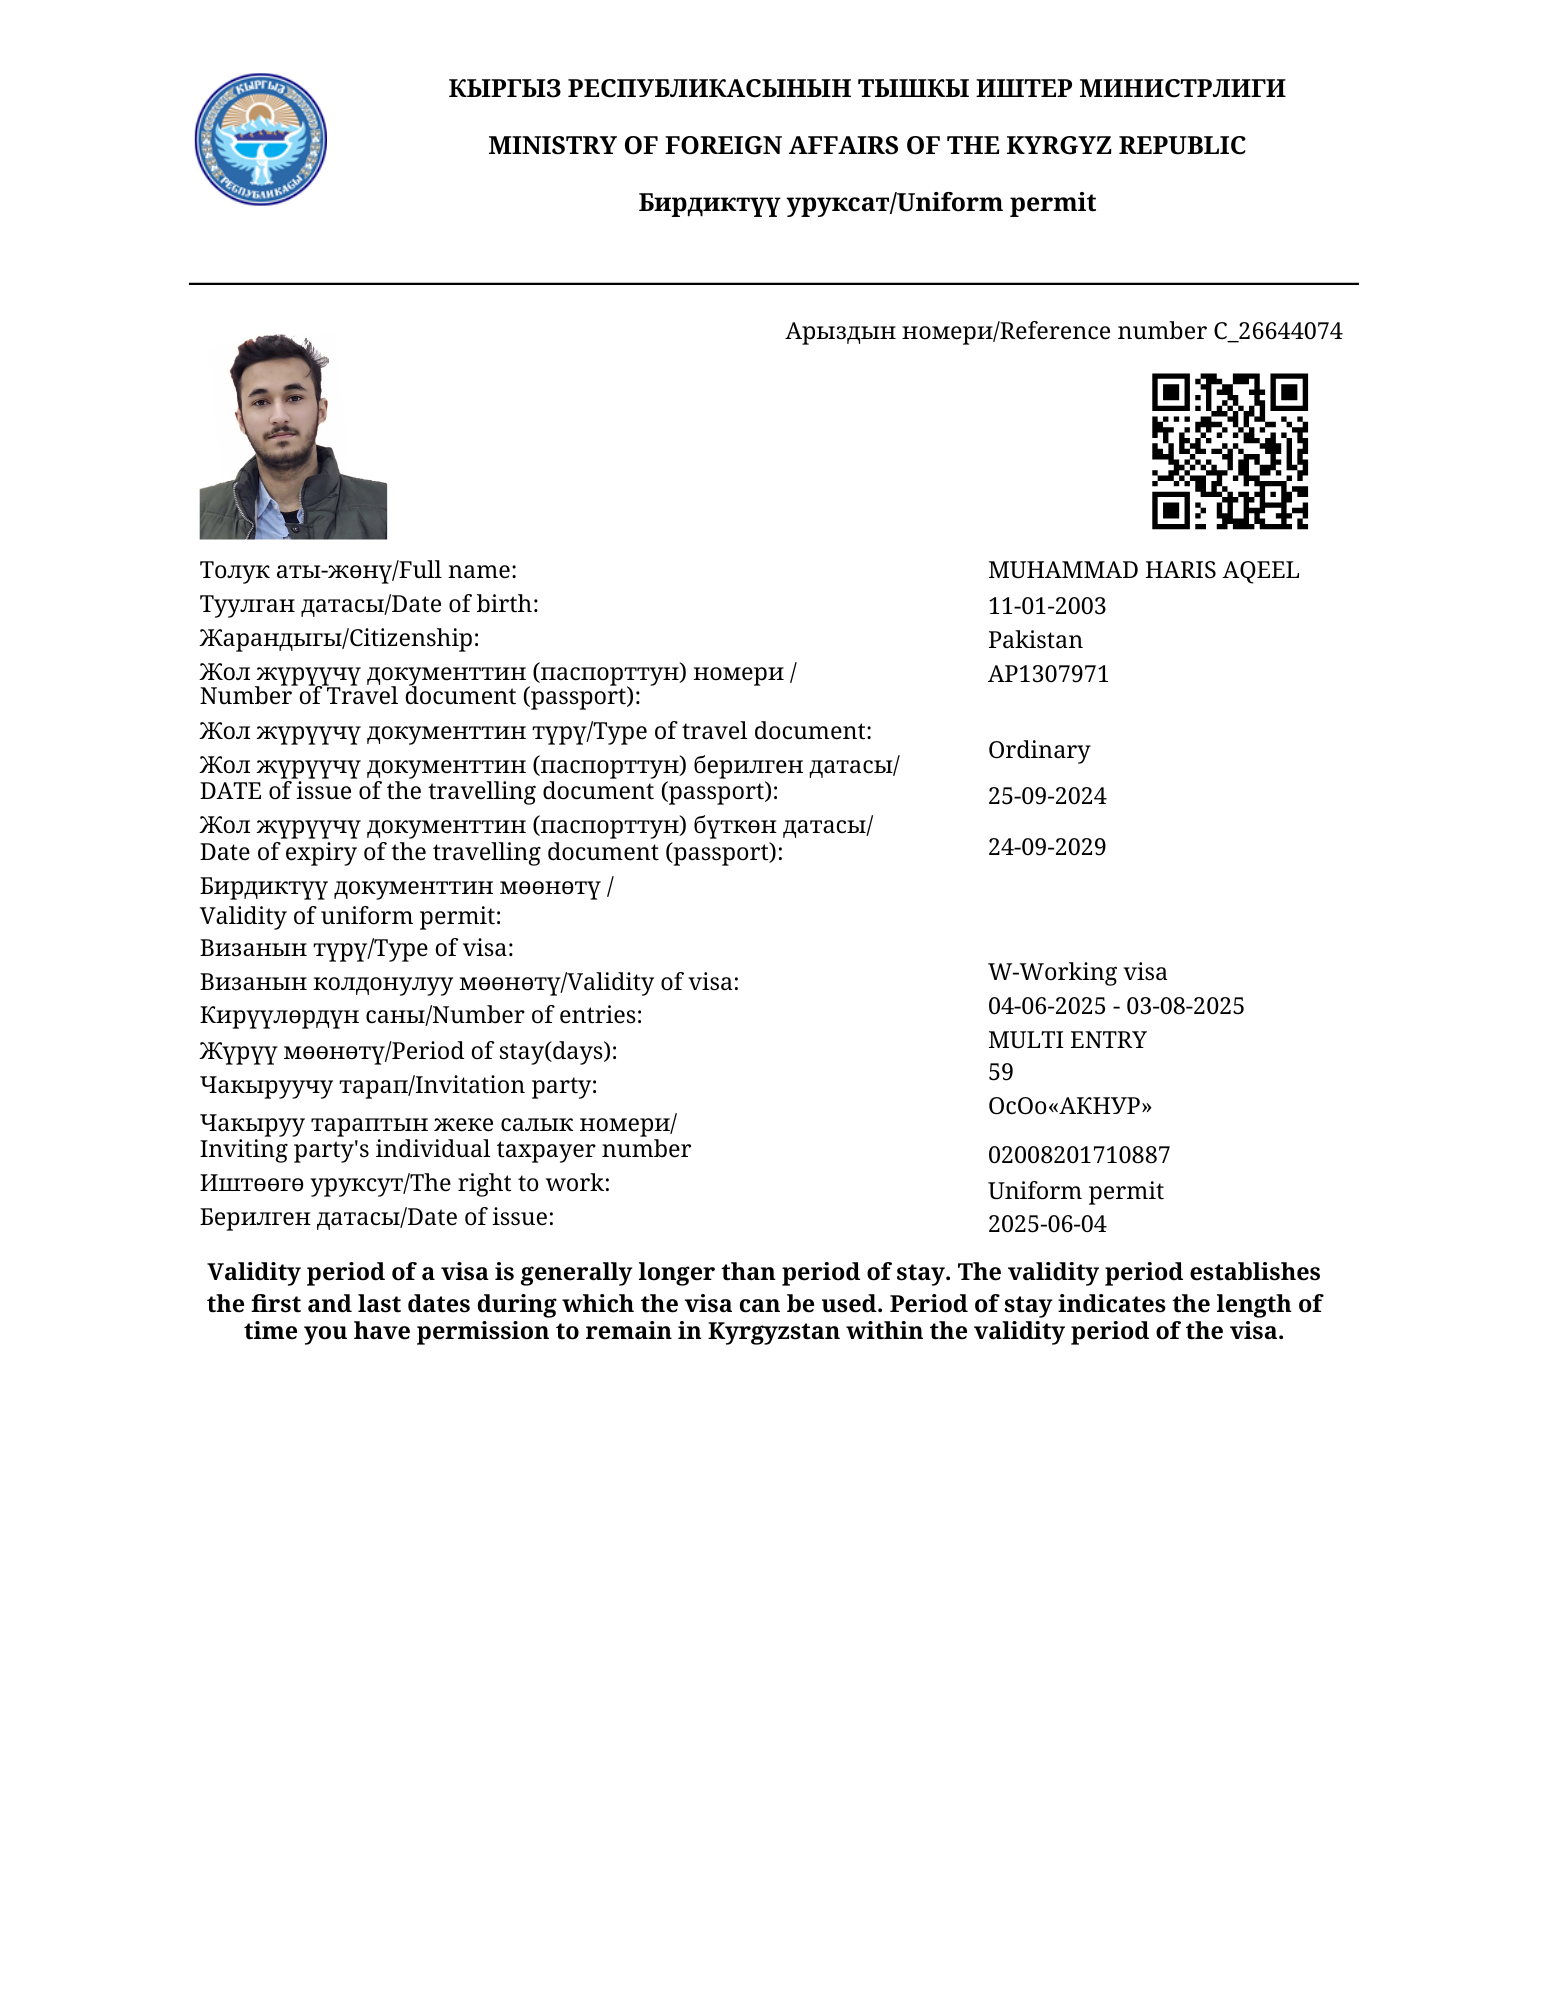 КЫРГЫЗ
РЕСПУБЛИКАСЫ
КЫРГЫЗ РЕСПУБЛИКАСЫНЫН ТЫШКЫ ИШТЕР МИНИСТРЛИГИ
MINISTRY OF FOREIGN AFFAIRS OF THE KYRGYZ REPUBLIC
Бирдиктүү уруксат/Uniform permit
Арыздын номери/Reference number C_26644074
Толук аты-жөнү/Full name: MUHAMMAD HARIS AQEEL
Туулган датасы/Date of birth: 11-01-2003
Жарандыгы/Citizenship: Pakistan
Жол жүрүүчү документтин (паспорттун) номери / AP1307971
Number of Travel document (passport):
Жол жүрүүчү документтин түрү/Type of travel document: Ordinary
Жол жүрүүчү документтин (паспорттун) берилген датасы/
DATE of issue of the travelling document (passport): 25-09-2024
Жол жүрүүчү документтин (паспорттун) бүткөн датасы/
Date of expiry of the travelling document (passport): 24-09-2029
Бирдиктүү документтин мөөнөтү /
Validity of uniform permit:
Визанын түрү/Type of visa: W-Working visa
Визанын колдонулуу мөөнөтү/Validity of visa: 04-06-2025 - 03-08-2025
Кирүүлөрдүн саны/Number of entries: MULTI ENTRY
Жүрүү мөөнөтү/Period of stay(days): 59
Чакыруучу тарап/Invitation party: ОсОо«АКНУР»
Чакыруу тараптын жеке салык номери/
Inviting party's individual taxpayer number 02008201710887
Иштөөгө уруксут/The right to work: Uniform permit
Берилген датасы/Date of issue: 2025-06-04
Validity period of a visa is generally longer than period of stay. The validity period establishes
the first and last dates during which the visa can be used. Period of stay indicates the length of
time you have permission to remain in Kyrgyzstan within the validity period of the visa.